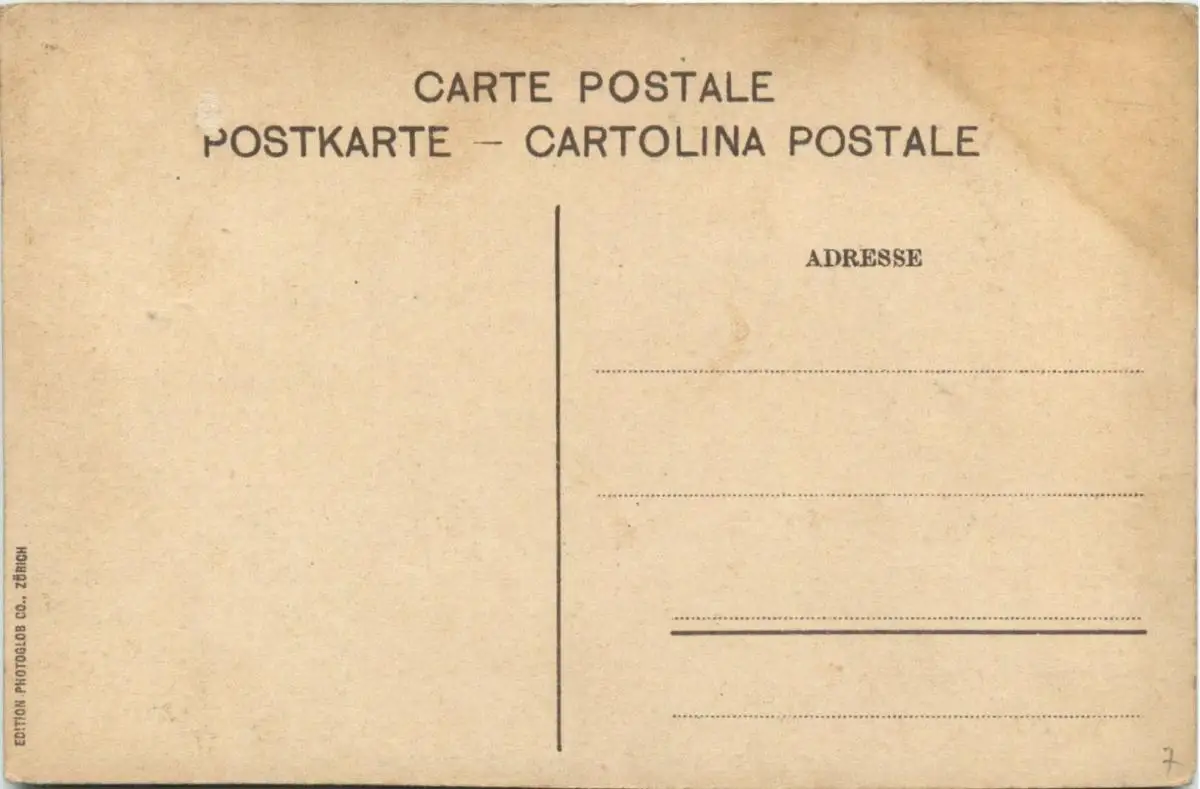 CARTE POSTALE
POSTKARTE — CARTOLINA POSTALE
ADRESSE
EDITION PHOTOGLOB CO., ZÜRICH
7